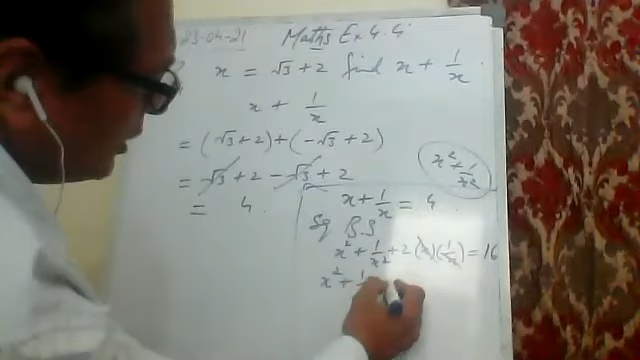 23-04-21 Maths Ex 4.4
x = √3 + 2 find x + 1/x .
x + 1/x
= (√3 + 2) + (-√3 + 2)
= √3 + 2 - √3 + 2
= 4
x² + 1/x²
x + 1/x = 4 .
Sq B.S
x² + 1/x² + 2(x)(1/x) = 16
x² + 1